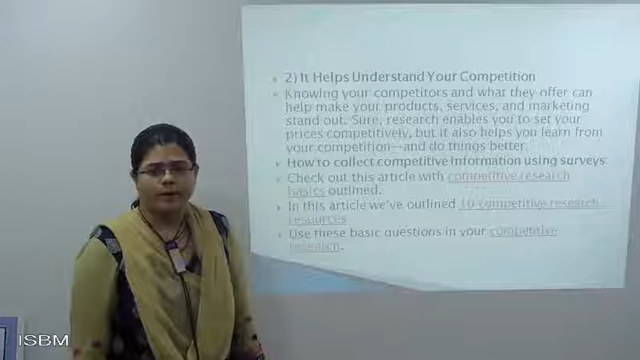 2) It Helps Understand Your Competition
Knowing your competitors and what they offer can
help make your products, services, and marketing
stand out. Sure, research enables you to set your
prices competitively, but it also helps you learn from
your competition—and do things better.
How to collect competitive information using surveys:
Check out this article with competitive research
basics outlined.
In this article we've outlined 10 competitive research
resources.
Use these basic questions in your competitive
research.
ISBM